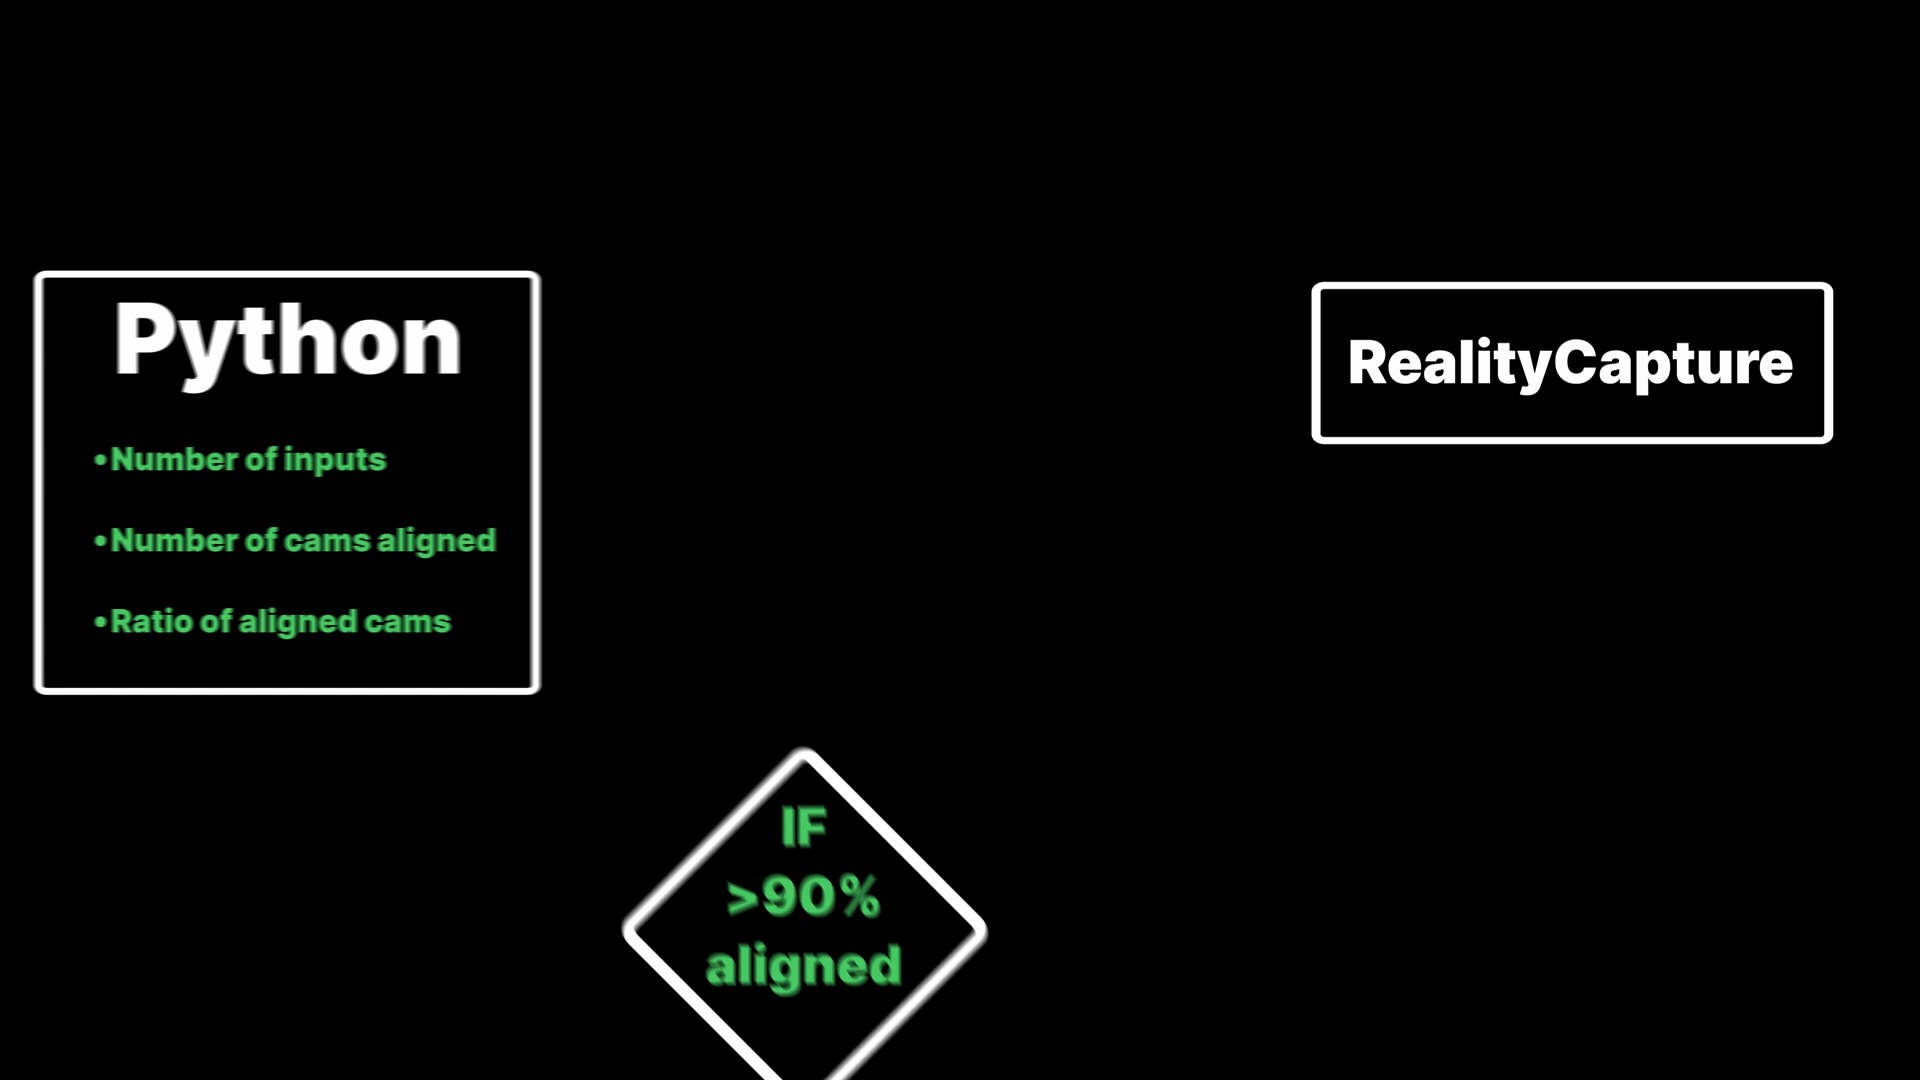 Python
•Number of inputs
•Number of cams aligned
•Ratio of aligned cams
RealityCapture
IF
>90%
aligned